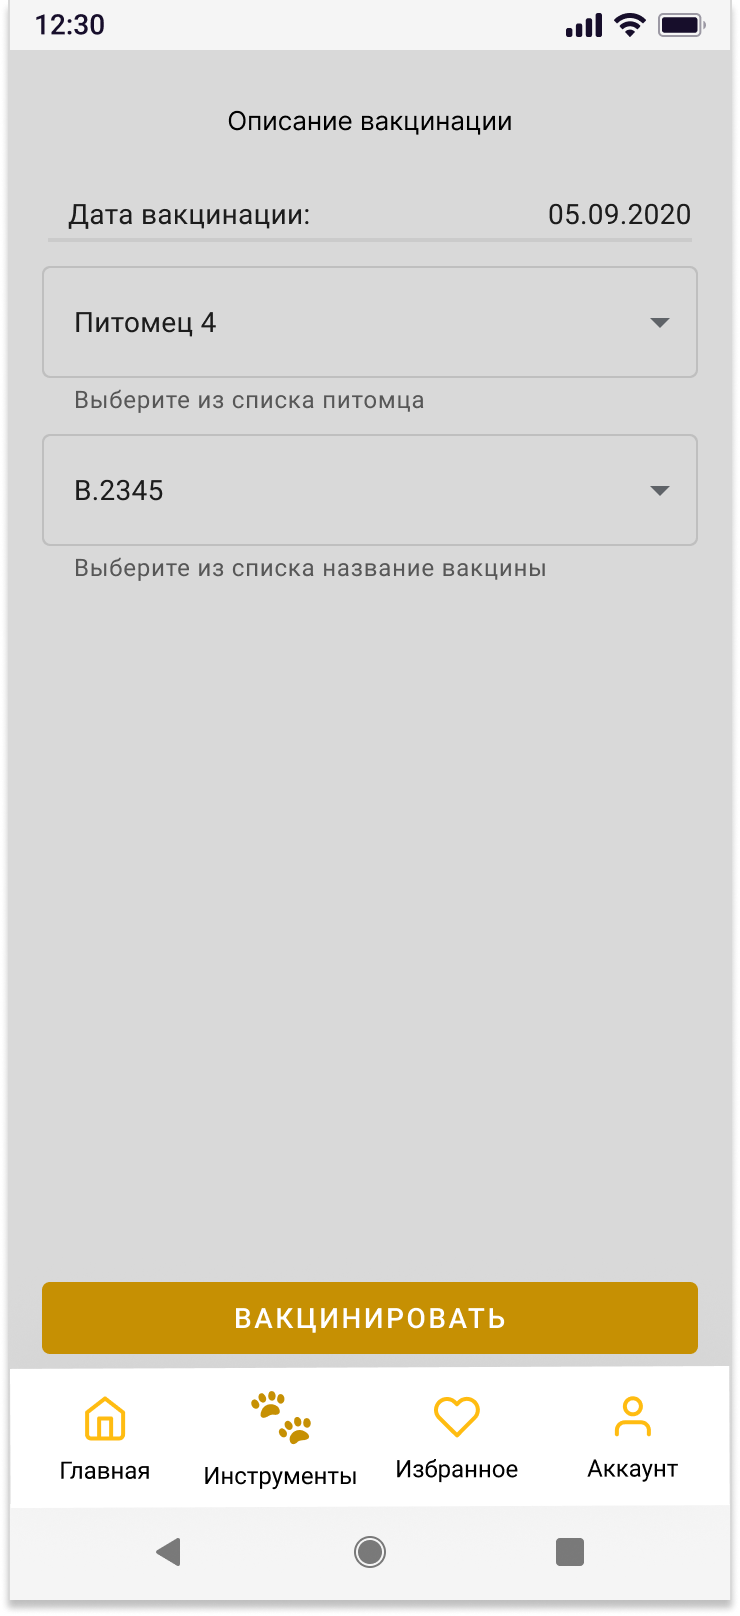 12:30
Описание вакцинации
Дата вакцинации: 05.09.2020
Питомец 4
Выберите из списка питомца
В.2345
Выберите из списка название вакцины
ВАКЦИНИРОВАТЬ
Главная Инструменты Избранное Аккаунт